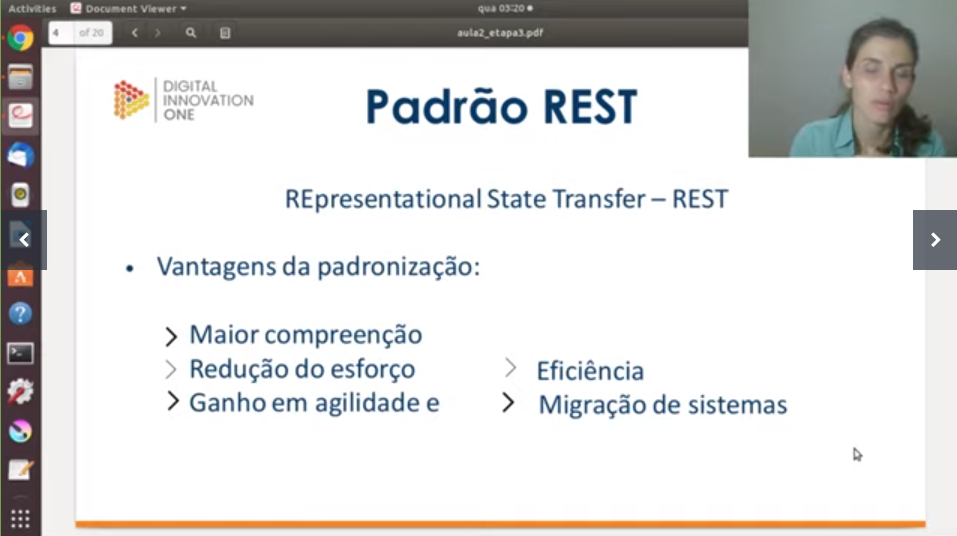 Activities Document Viewer qua 03:20
4 of 20 aula2_etapa3.pdf
DIGITAL
INNOVATION
ONE
Padrão REST
REpresentational State Transfer – REST
• Vantagens da padronização:
Maior compreenção
Redução do esforço
Ganho em agilidade e
Eficiência
Migração de sistemas